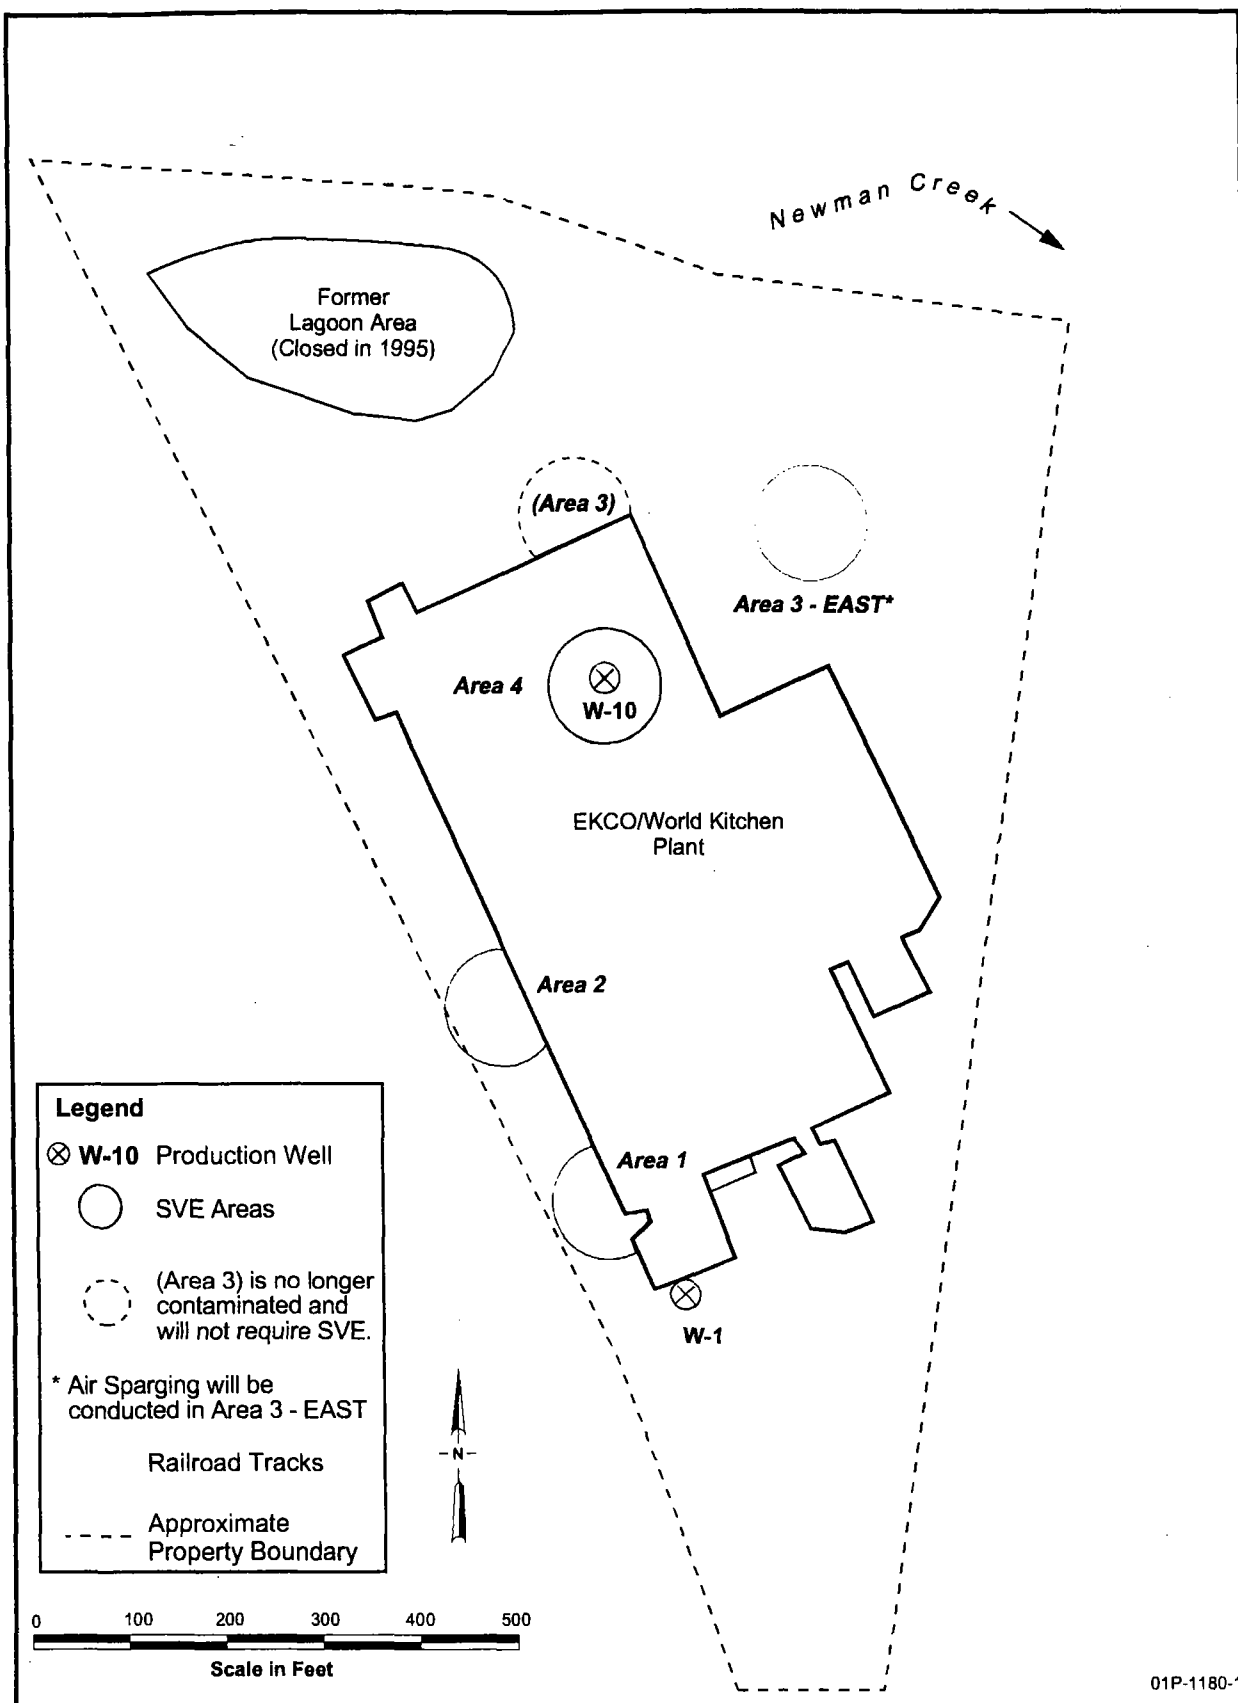 Newman Creek
Former
Lagoon Area
(Closed in 1995)
(Area 3)
Area 3 - EAST*
Area 4
W-10
EKCO/World Kitchen
Plant
Area 2
Area 1
W-1
Legend
W-10 Production Well
SVE Areas
(Area 3) is no longer
contaminated and
will not require SVE.
* Air Sparging will be
conducted in Area 3 - EAST
Railroad Tracks
Approximate
Property Boundary
N
0 100 200 300 400 500
Scale in Feet
01P-1180-1